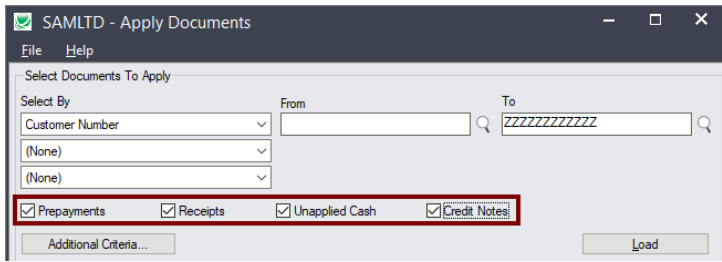 SAMLTD - Apply Documents
File Help
Select Documents To Apply
Select By From To
Customer Number ZZZZZZZZZZZZ
(None)
(None)
Prepayments Receipts Unapplied Cash Credit Notes
Additional Criteria... Load